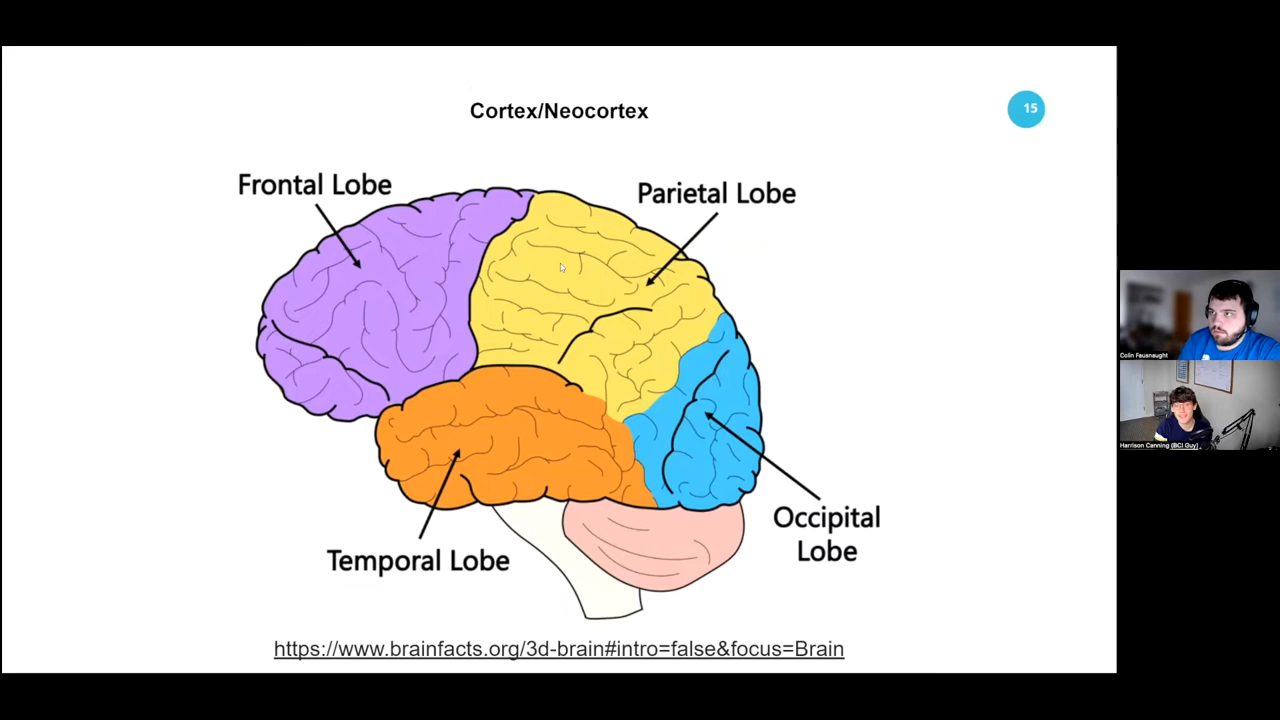 Cortex/Neocortex
15
Frontal Lobe
Parietal Lobe
Temporal Lobe
Occipital
Lobe
https://www.brainfacts.org/3d-brain#intro=false&focus=Brain
Colin Fausnaught
Harrison Canning (BCI Guy)